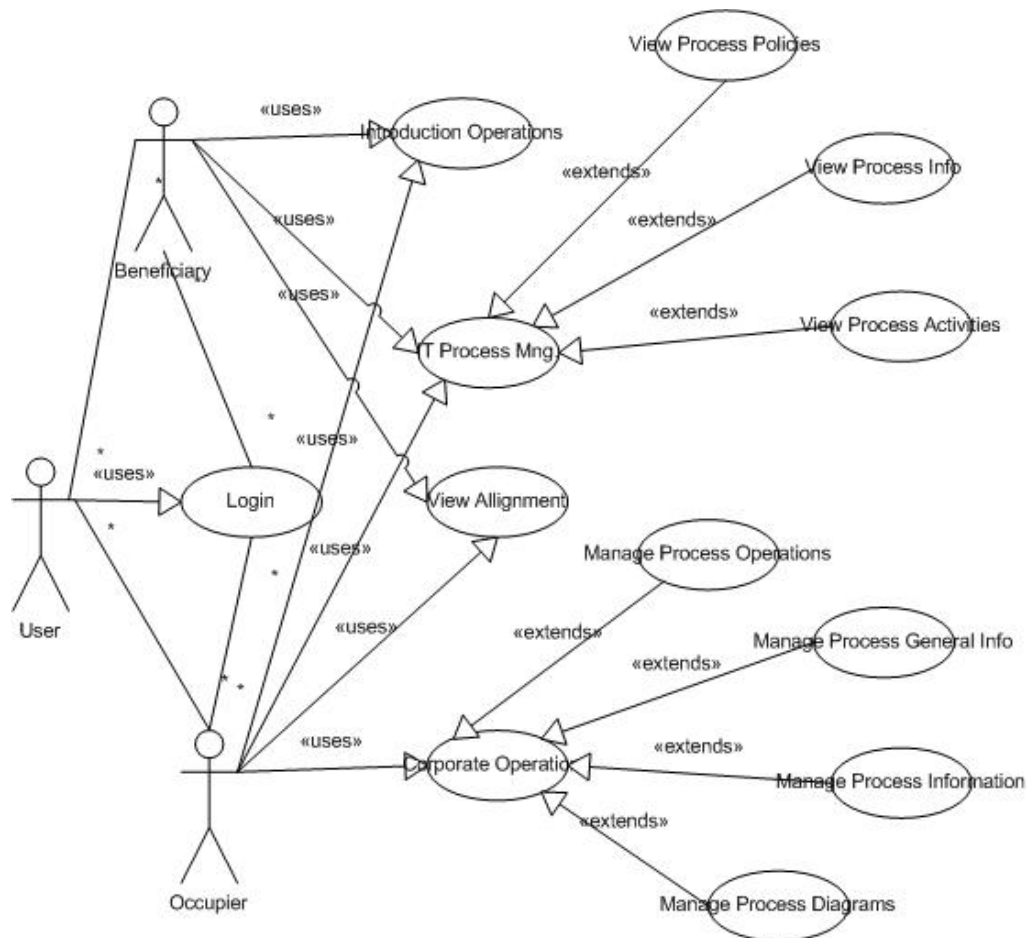 View Process Policies
«uses»
Introduction Operations
«extends»
View Process Info
*
«uses»
«extends»
Beneficiary
*
«uses»
«extends»
View Process Activities
IT Process Mng.
*
«uses»
*
«uses»
Login
View Allignment
*
«uses»
Manage Process Operations
*
User
«uses»
«extends»
Manage Process General Info
«extends»
*
*
«uses»
Corporate Operation
«extends»
Manage Process Information
«extends»
Occupier
Manage Process Diagrams